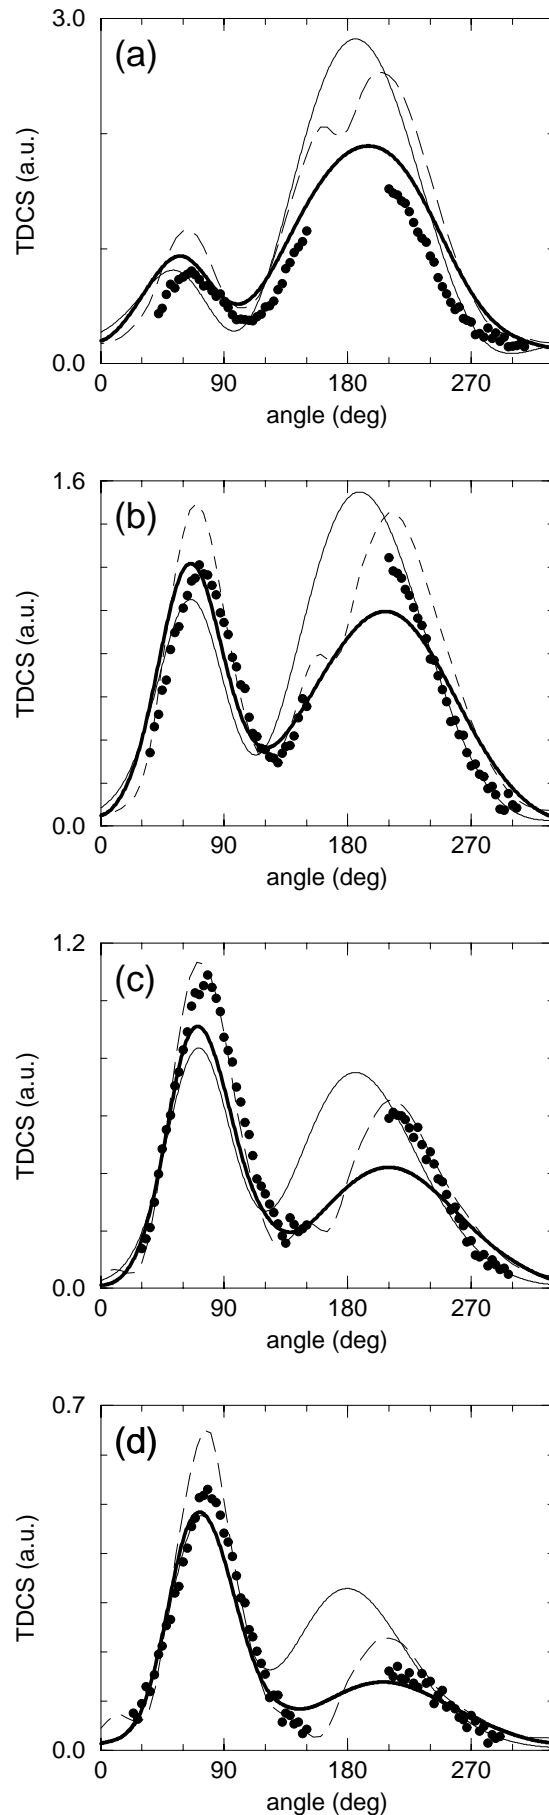 3.0
(a)
TDCS (a.u.)
0.0
0 90 180 270
angle (deg)
1.6
(b)
TDCS (a.u.)
0.0
0 90 180 270
angle (deg)
1.2
(c)
TDCS (a.u.)
0.0
0 90 180 270
angle (deg)
0.7
(d)
TDCS (a.u.)
0.0
0 90 180 270
angle (deg)